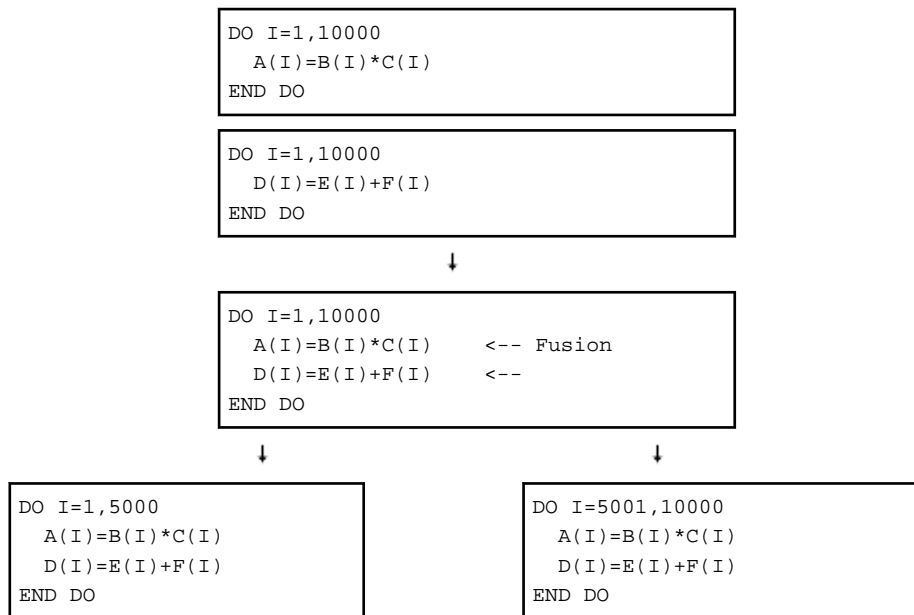 DO I=1,10000
  A(I)=B(I)*C(I)
END DO
DO I=1,10000
  D(I)=E(I)+F(I)
END DO
DO I=1,10000
  A(I)=B(I)*C(I)    <-- Fusion
  D(I)=E(I)+F(I)    <--
END DO
DO I=1,5000
  A(I)=B(I)*C(I)
  D(I)=E(I)+F(I)
END DO
DO I=5001,10000
  A(I)=B(I)*C(I)
  D(I)=E(I)+F(I)
END DO